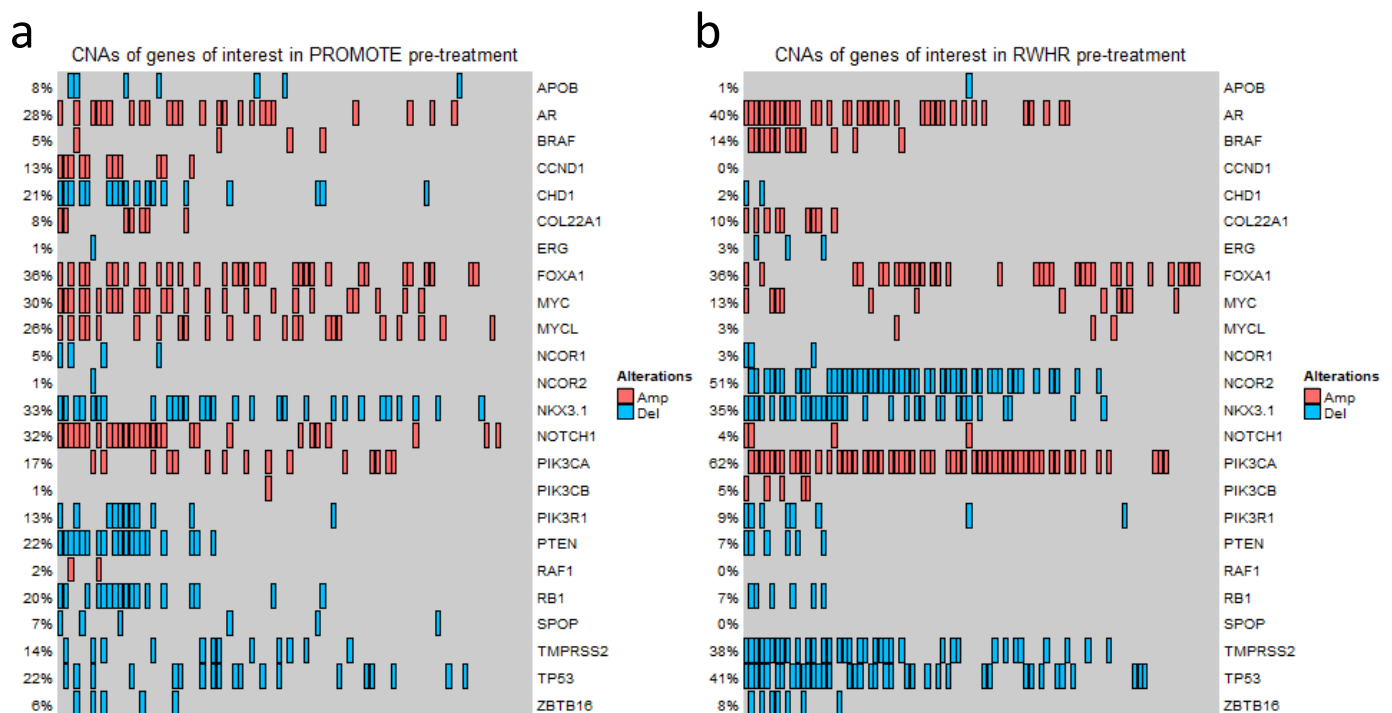 a
CNAs of genes of interest in PROMOTE pre-treatment
8% APOB
28% AR
5% BRAF
13% CCND1
21% CHD1
8% COL22A1
1% ERG
36% FOXA1
30% MYC
26% MYCL
5% NCOR1
1% NCOR2
33% NKX3.1
32% NOTCH1
17% PIK3CA
1% PIK3CB
13% PIK3R1
22% PTEN
2% RAF1
20% RB1
7% SPOP
14% TMPRSS2
22% TP53
6% ZBTB16
Alterations
Amp
Del
b
CNAs of genes of interest in RWHR pre-treatment
1% APOB
40% AR
14% BRAF
0% CCND1
2% CHD1
10% COL22A1
3% ERG
36% FOXA1
13% MYC
3% MYCL
3% NCOR1
51% NCOR2
35% NKX3.1
4% NOTCH1
62% PIK3CA
5% PIK3CB
9% PIK3R1
7% PTEN
0% RAF1
7% RB1
0% SPOP
38% TMPRSS2
41% TP53
8% ZBTB16
Alterations
Amp
Del